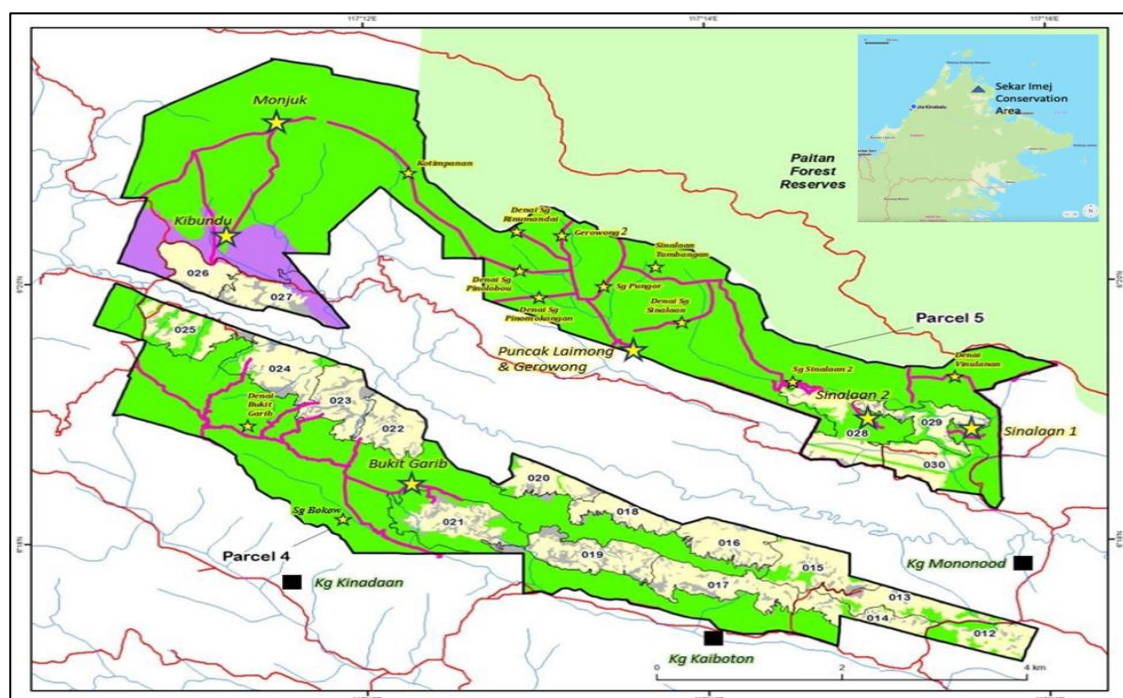 117°12'E
117°14'E
117°16'E
Sekar Imej
Conservation
Area
Monjuk
Kotimpanan
Paitan
Forest
Reserves
Kibundu
Denai Sg
Rinumandai
Gerowong 2
Sinalaan
Tambangan
026
027
Denai Sg
Pinolobou
Sg Pungor
Denai Sg
Pinomokangan
Denai Sg
Sinalaan
Parcel 5
025
Puncak Laimong
& Gerowong
024
Denai Bukit
Garib
023
022
Sg Sinalaan 2
Denai
Vinulanan
Sinalaan 2
028
029
Sinalaan 1
030
Bukit Garib
020
Sg Bokow
021
018
Parcel 4
019
016
015
017
Kg Mononood
Kg Kinadaan
013
014
012
Kg Kaiboton
0
2
4 km